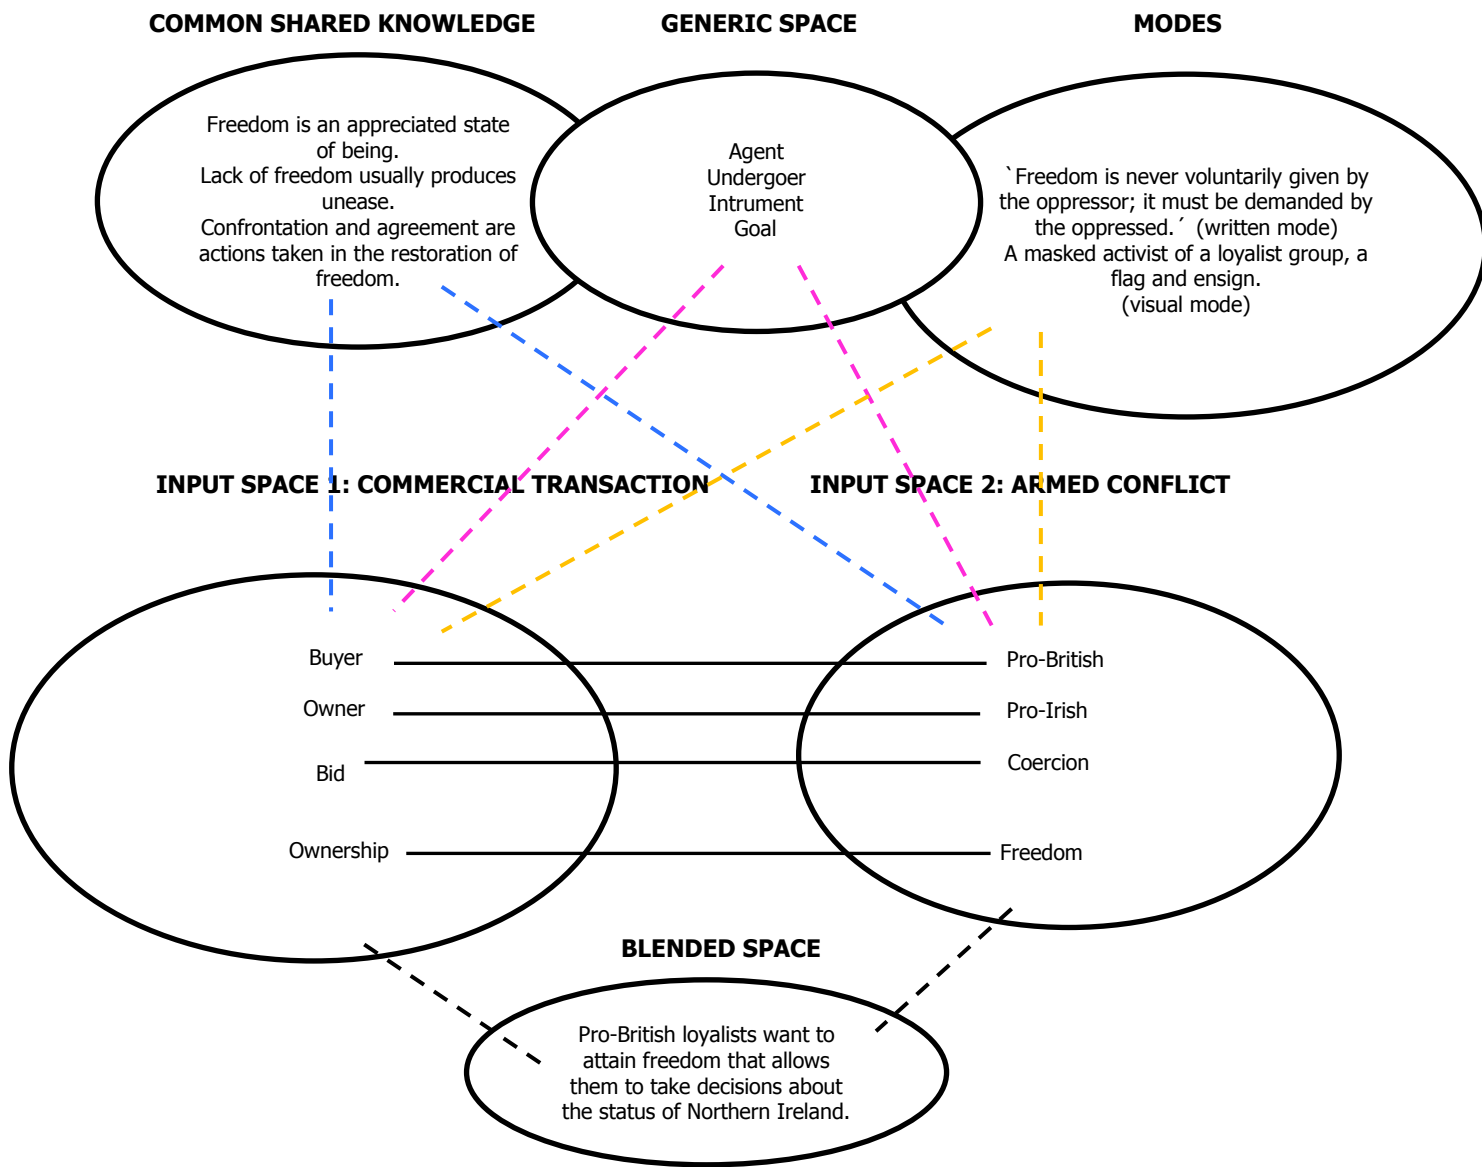 COMMON SHARED KNOWLEDGE
GENERIC SPACE
MODES
Freedom is an appreciated state
of being.
Lack of freedom usually produces
unease.
Confrontation and agreement are
actions taken in the restoration of
freedom.
Agent
Undergoer
Intrument
Goal
`Freedom is never voluntarily given by
the oppressor; it must be demanded by
the oppressed.´ (written mode)
A masked activist of a loyalist group, a
flag and ensign.
(visual mode)
INPUT SPACE 1: COMMERCIAL TRANSACTION
INPUT SPACE 2: ARMED CONFLICT
Buyer
Pro-British
Owner
Pro-Irish
Bid
Coercion
Ownership
Freedom
BLENDED SPACE
Pro-British loyalists want to
attain freedom that allows
them to take decisions about
the status of Northern Ireland.